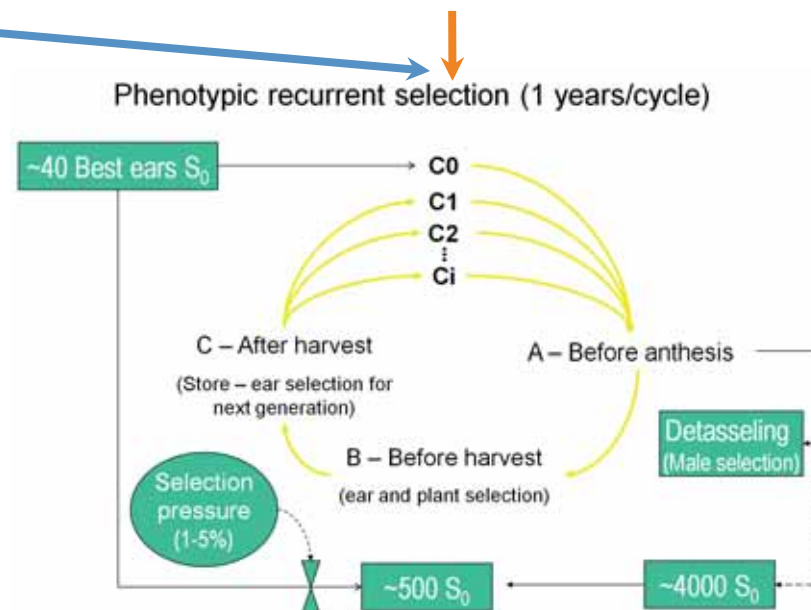 Phenotypic recurrent selection (1 years/cycle)
~40 Best ears S₀
C0
C1
C2
Ci
C – After harvest
(Store – ear selection for
next generation)
A – Before anthesis
B – Before harvest
(ear and plant selection)
Detasseling
(Male selection)
Selection
pressure
(1-5%)
~500 S₀
~4000 S₀